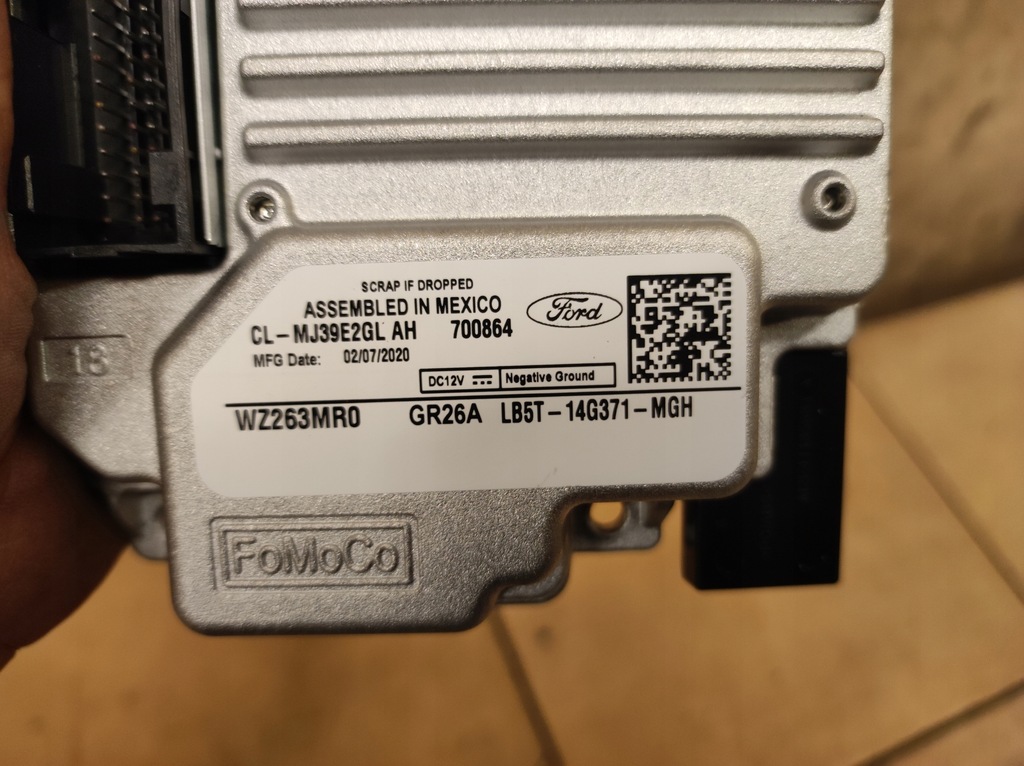 SCRAP IF DROPPED
ASSEMBLED IN MEXICO
Ford
CL-MJ39E2GL AH 700864
MFG Date: 02/07/2020
DC12V Negative Ground
WZ263MR0 GR26A LB5T-14G371-MGH
18
FoMoCo